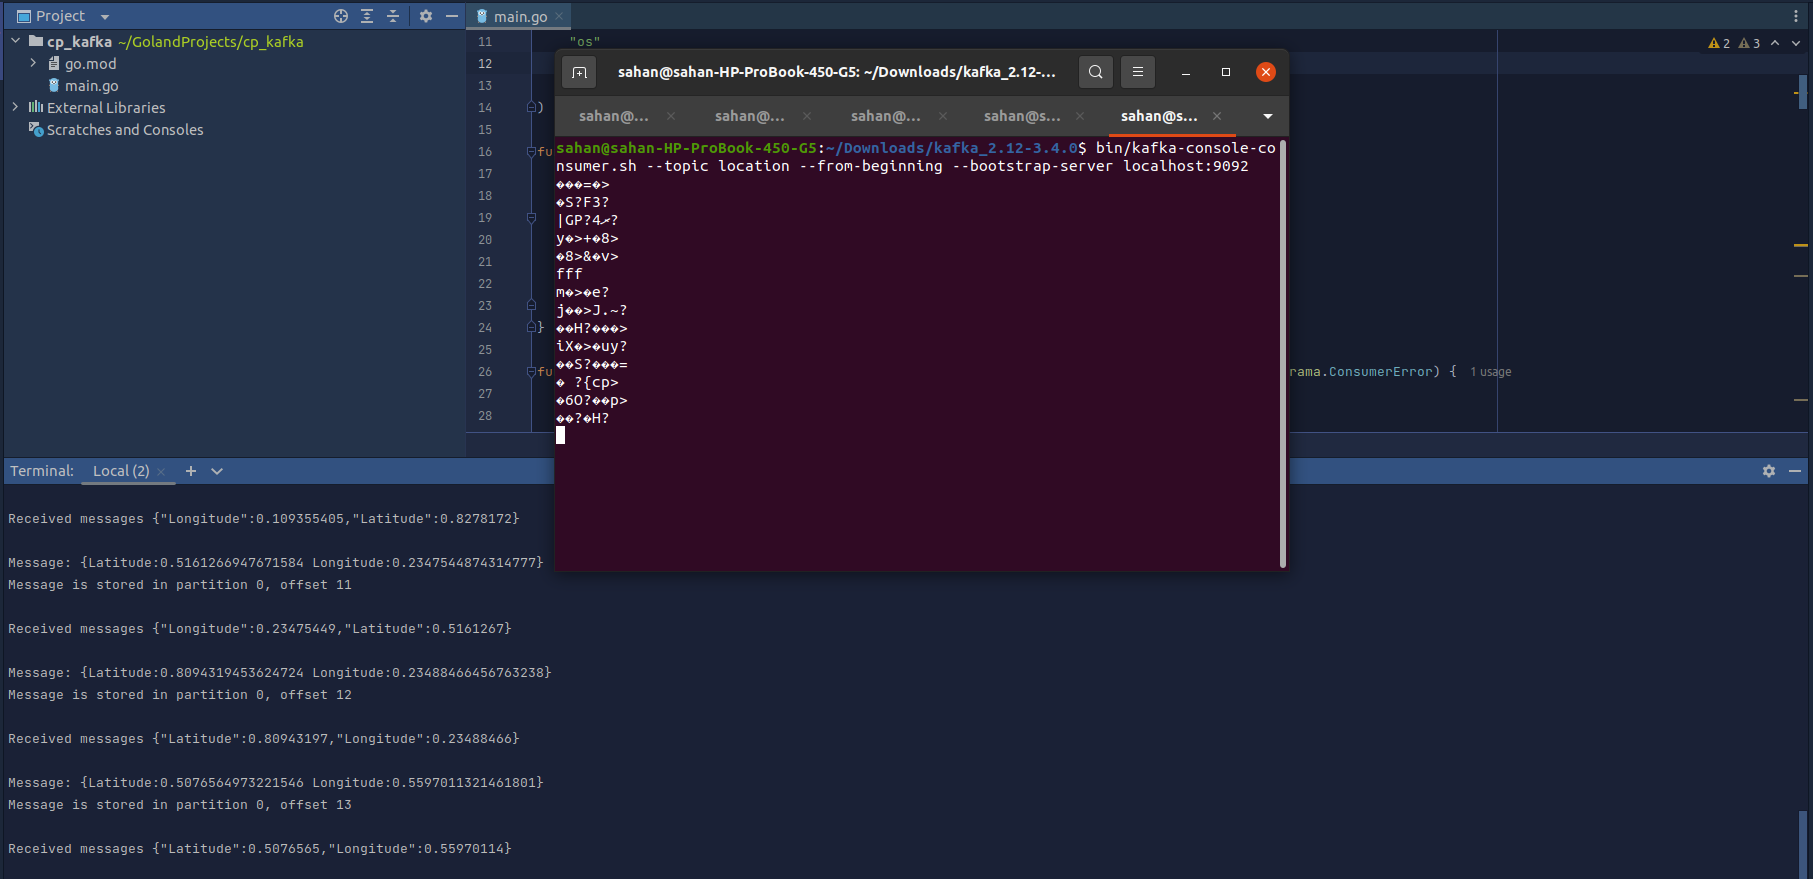 Project
main.go
cp_kafka ~/GolandProjects/cp_kafka
go.mod
main.go
External Libraries
Scratches and Consoles
11 "os"
12
13
14 )
15
16 fu
17
18
19
20
21
22
23
24 }
25
26 fu
27
28
2 3
rama.ConsumerError) { 1 usage
sahan@sahan-HP-ProBook-450-G5: ~/Downloads/kafka_2.12-...
sahan@... sahan@... sahan@... sahan@s... sahan@s...
sahan@sahan-HP-ProBook-450-G5:~/Downloads/kafka_2.12-3.4.0$ bin/kafka-console-co
nsumer.sh --topic location --from-beginning --bootstrap-server localhost:9092
���=�>
�S?F3?
|GP?4?
y�>+�8>
�8>&�v>
fff
m�>�e?
j��>J.~?
��H?���>
iX�>�uy?
��S?���=
� ?{cp>
�6O?��p>
��?�H?
Terminal: Local (2)
Received messages {"Longitude":0.109355405,"Latitude":0.8278172}
Message: {Latitude:0.5161266947671584 Longitude:0.2347544874314777}
Message is stored in partition 0, offset 11
Received messages {"Longitude":0.23475449,"Latitude":0.5161267}
Message: {Latitude:0.8094319453624724 Longitude:0.23488466456763238}
Message is stored in partition 0, offset 12
Received messages {"Latitude":0.80943197,"Longitude":0.23488466}
Message: {Latitude:0.5076564973221546 Longitude:0.5597011321461801}
Message is stored in partition 0, offset 13
Received messages {"Latitude":0.5076565,"Longitude":0.55970114}